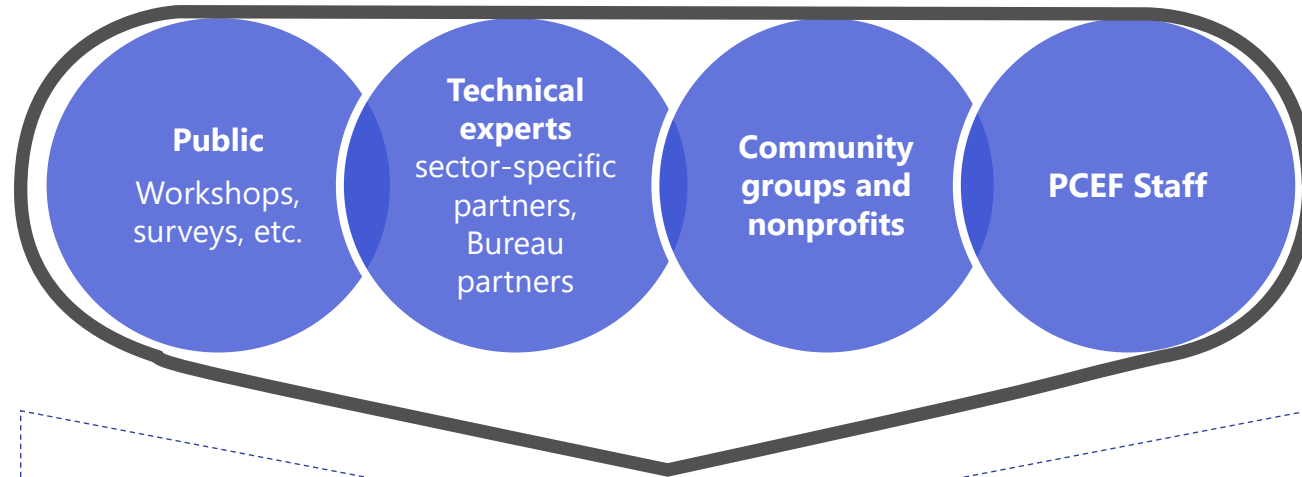 Public
Workshops,
surveys, etc.
Technical
experts
sector-specific
partners,
Bureau
partners
Community
groups and
nonprofits
PCEF Staff